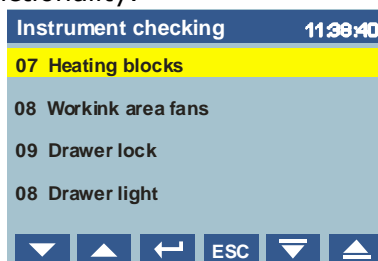 Instrument checking 11:38:40
07 Heating blocks
08 Workink area fans
09 Drawer lock
08 Drawer light
ESC